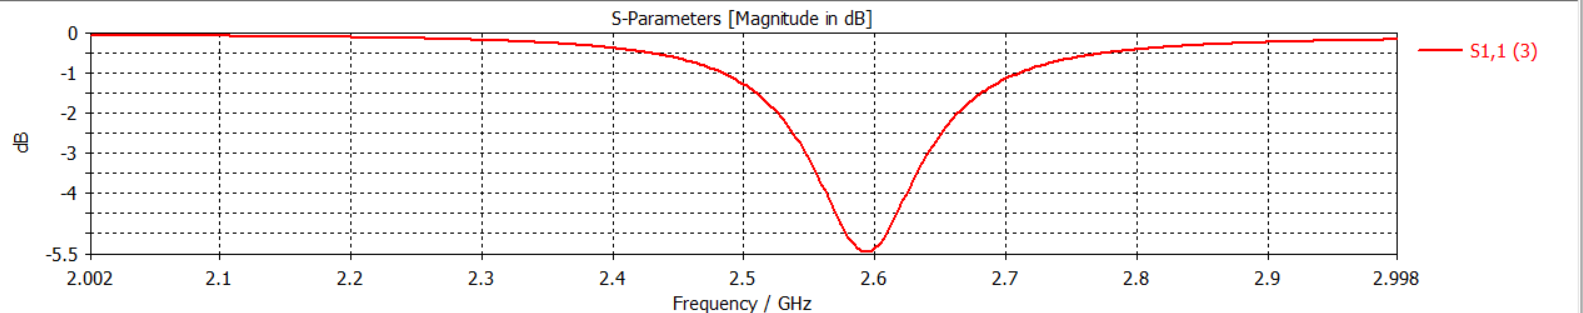 S-Parameters [Magnitude in dB]
0
-1
-2
-3
-4
-5.5
dB
2.002 2.1 2.2 2.3 2.4 2.5 2.6 2.7 2.8 2.9 2.998
Frequency / GHz
S1,1 (3)